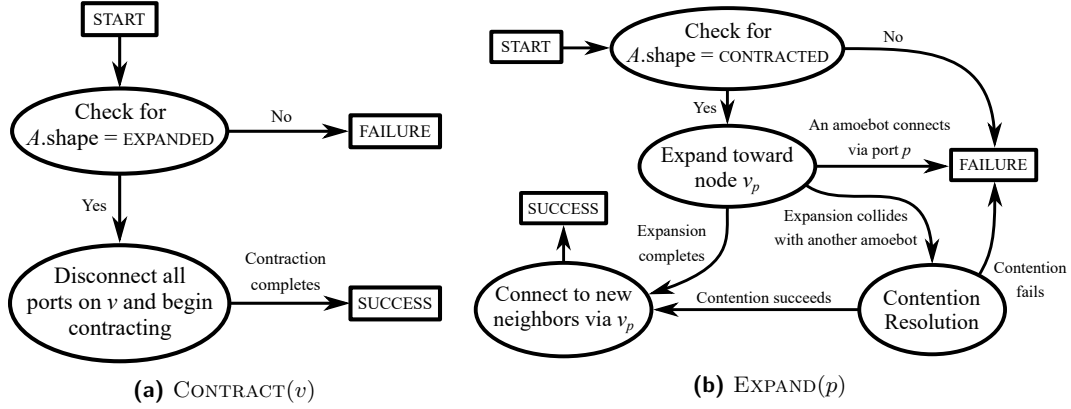 START
Check for
A.shape = EXPANDED
No
FAILURE
Yes
Disconnect all
ports on v and begin
contracting
Contraction
completes
SUCCESS
(a) CONTRACT(v)
START
Check for
A.shape = CONTRACTED
No
Yes
Expand toward
node vₚ
An amoebot connects
via port p
FAILURE
SUCCESS
Expansion
completes
Expansion collides
with another amoebot
Connect to new
neighbors via vₚ
Contention succeeds
Contention
Resolution
Contention
fails
(b) EXPAND(p)